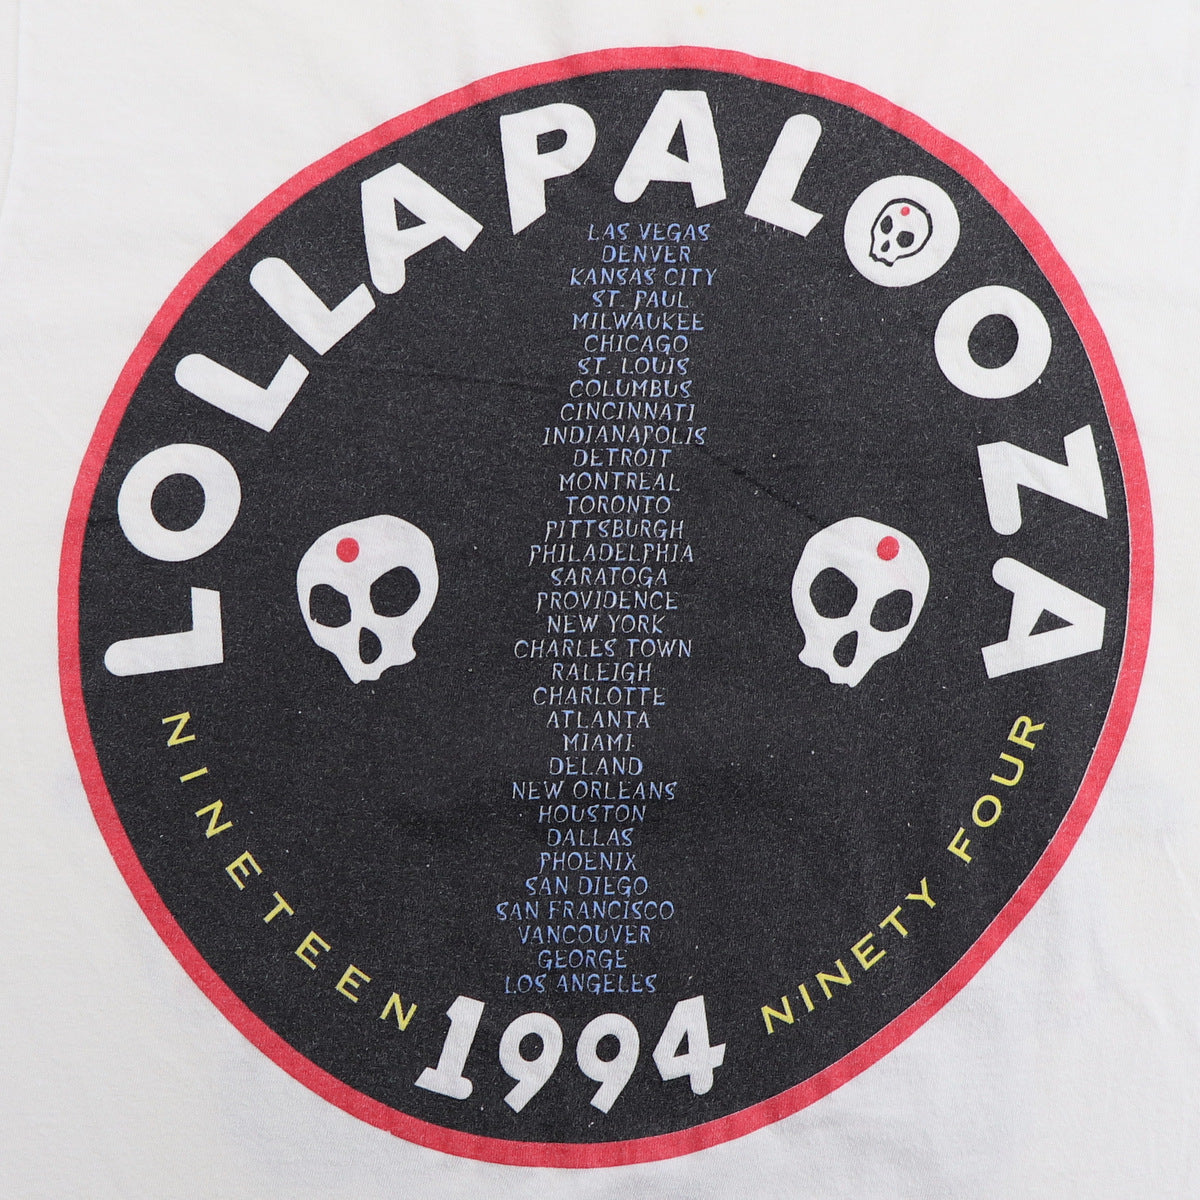 LOLLAPALOOZA
LAS VEGAS
DENVER
KANSAS CITY
ST. PAUL
MILWAUKEE
CHICAGO
ST. LOUIS
COLUMBUS
CINCINNATI
INDIANAPOLIS
DETROIT
MONTREAL
TORONTO
PITTSBURGH
PHILADELPHIA
SARATOGA
PROVIDENCE
NEW YORK
CHARLES TOWN
RALEIGH
CHARLOTTE
ATLANTA
MIAMI
DELAND
NEW ORLEANS
HOUSTON
DALLAS
PHOENIX
SAN DIEGO
SAN FRANCISCO
VANCOUVER
GEORGE
LOS ANGELES
NINETEEN
NINETY FOUR
1994